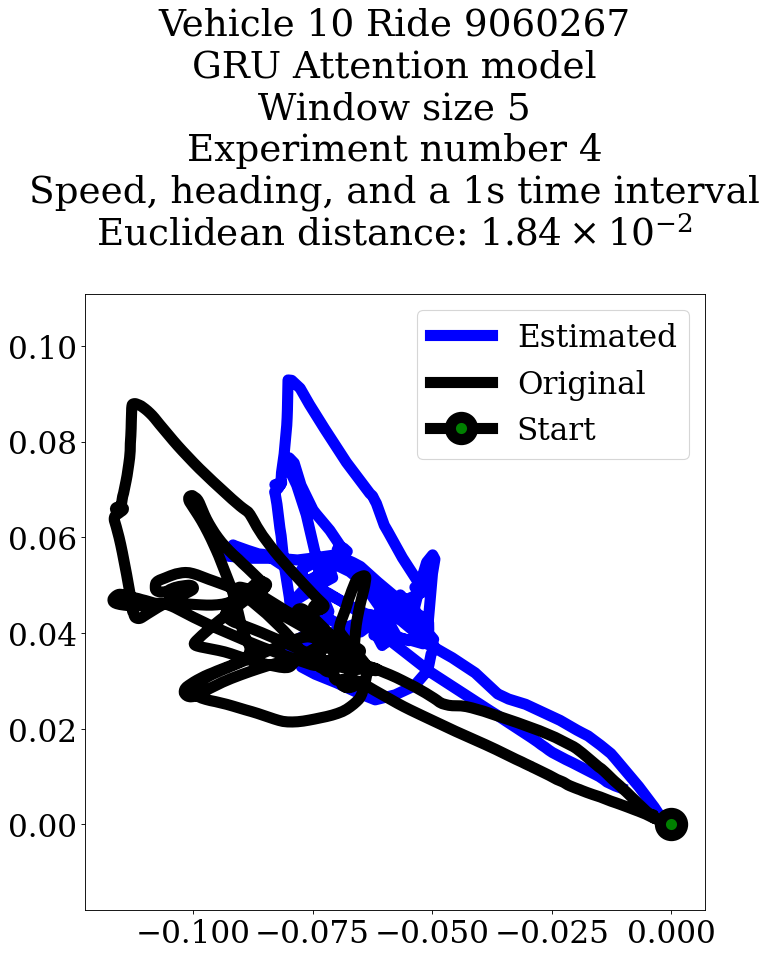 Vehicle 10 Ride 9060267
GRU Attention model
Window size 5
Experiment number 4
Speed, heading, and a 1s time interval
Euclidean distance: 1.84 × 10⁻²
Estimated
Original
Start
0.10
0.08
0.06
0.04
0.02
0.00
−0.100 −0.075 −0.050 −0.025 0.000